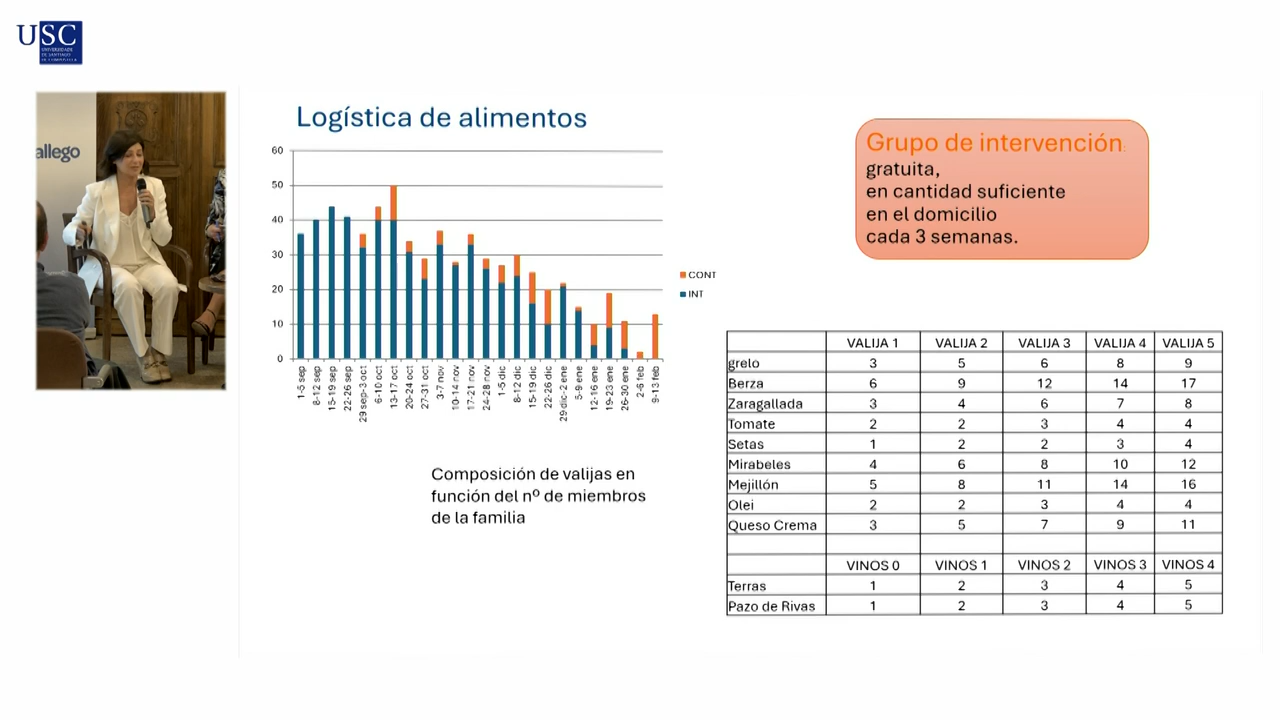 USC
UNIVERSIDADE
DE SANTIAGO
DE COMPOSTELA
allego
Logística de alimentos
60
50
40
30
20
10
0
1-5 sep
8-12 sep
15-19 sep
22-26 sep
29 sep-3 oct
6-10 oct
13-17 oct
20-24 oct
27-31 oct
3-7 nov
10-14 nov
17-21 nov
24-28 nov
1-5 dic
8-12 dic
15-19 dic
22-26 dic
29 dic-2 ene
5-9 ene
12-16 ene
19-23 ene
26-30 ene
2-6 feb
9-13 feb
CONT
INT
Composición de valijas en
función del nº de miembros
de la familia
Grupo de intervención:
gratuita,
en cantidad suficiente
en el domicilio
cada 3 semanas.
VALIJA 1 VALIJA 2 VALIJA 3 VALIJA 4 VALIJA 5
grelo 3 5 6 8 9
Berza 6 9 12 14 17
Zaragallada 3 4 6 7 8
Tomate 2 2 3 4 4
Setas 1 2 2 3 4
Mirabeles 4 6 8 10 12
Mejillón 5 8 11 14 16
Olei 2 2 3 4 4
Queso Crema 3 5 7 9 11
VINOS 0 VINOS 1 VINOS 2 VINOS 3 VINOS 4
Terras 1 2 3 4 5
Pazo de Rivas 1 2 3 4 5